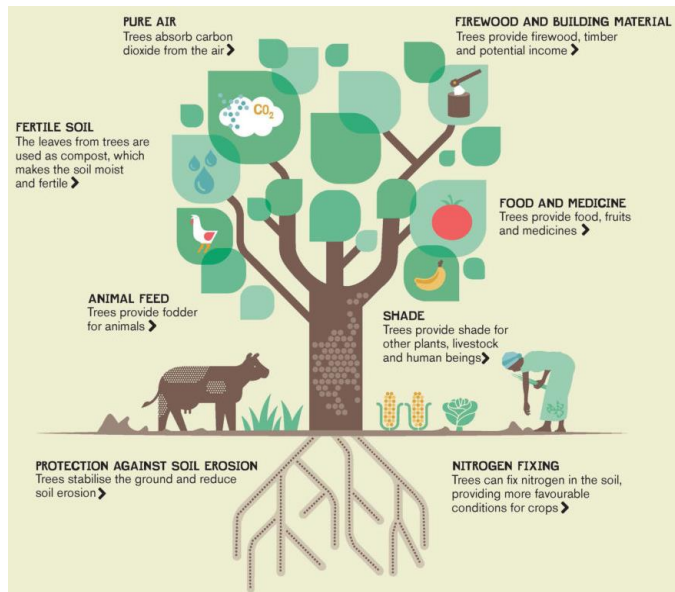 PURE AIR
Trees absorb carbon
dioxide from the air
FIREWOOD AND BUILDING MATERIAL
Trees provide firewood, timber
and potential income
CO2
FERTILE SOIL
The leaves from trees are
used as compost, which
makes the soil moist
and fertile
FOOD AND MEDICINE
Trees provide food, fruits
and medicines
ANIMAL FEED
Trees provide fodder
for animals
SHADE
Trees provide shade for
other plants, livestock
and human beings
PROTECTION AGAINST SOIL EROSION
Trees stabilise the ground and reduce
soil erosion
NITROGEN FIXING
Trees can fix nitrogen in the soil,
providing more favourable
conditions for crops